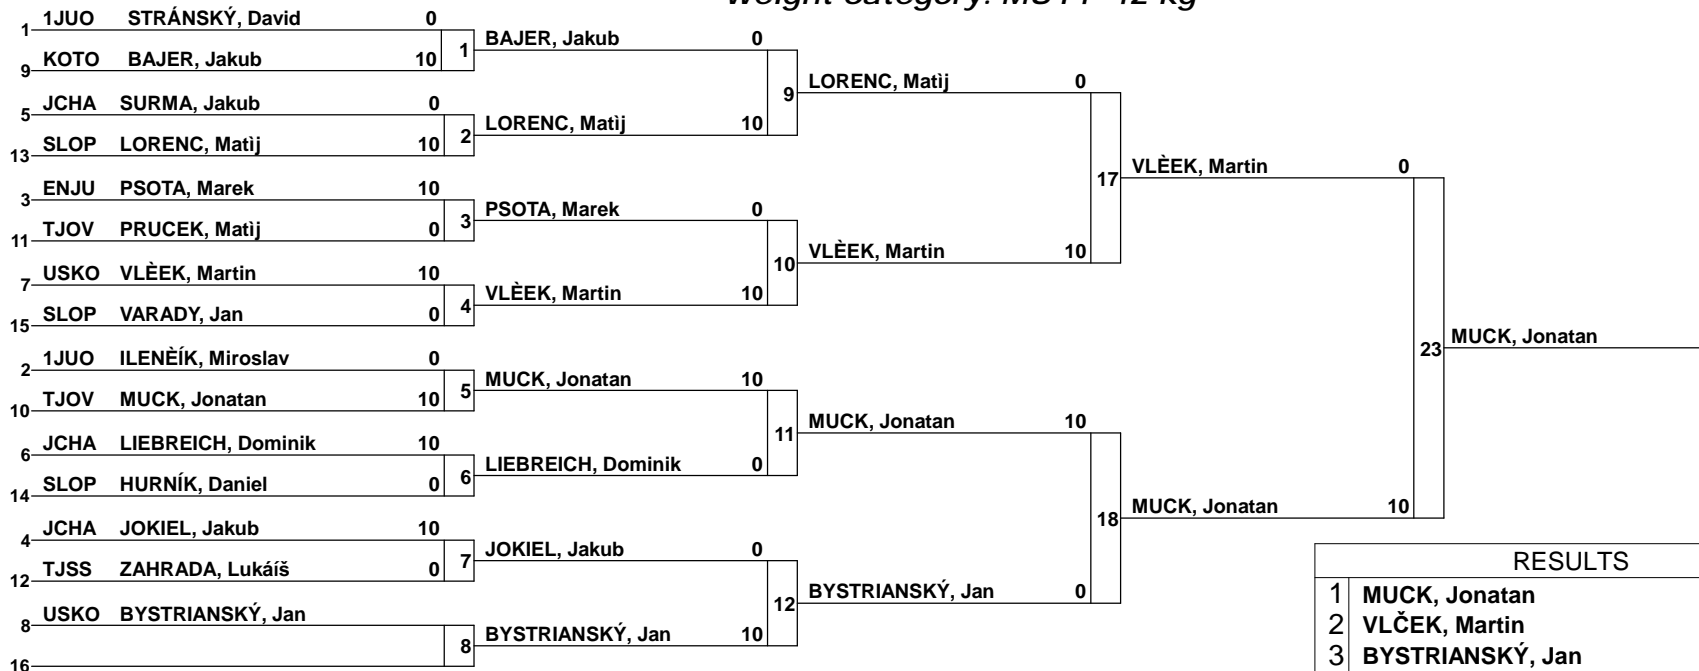 1 1JUO STRÁNSKÝ, David 0
9 KOTO BAJER, Jakub 10
1
5 JCHA SURMA, Jakub 0
13 SLOP LORENC, Matìj 10
2
3 ENJU PSOTA, Marek 10
11 TJOV PRUCEK, Matìj 0
3
7 USKO VLÈEK, Martin 10
15 SLOP VARADY, Jan 0
4
2 1JUO ILENÈÍK, Miroslav 0
10 TJOV MUCK, Jonatan 10
5
6 JCHA LIEBREICH, Dominik 10
14 SLOP HURNÍK, Daniel 0
6
4 JCHA JOKIEL, Jakub 10
12 TJSS ZAHRADA, Lukáíš 0
7
8 USKO BYSTRIANSKÝ, Jan
16
8
BAJER, Jakub 0
LORENC, Matìj 10
9
PSOTA, Marek 0
VLÈEK, Martin 10
10
MUCK, Jonatan 10
LIEBREICH, Dominik 0
11
JOKIEL, Jakub 0
BYSTRIANSKÝ, Jan 10
12
LORENC, Matìj 0
VLÈEK, Martin 10
17
MUCK, Jonatan 10
BYSTRIANSKÝ, Jan 0
18
VLÈEK, Martin 0
MUCK, Jonatan 10
23
MUCK, Jonatan
RESULTS
1 MUCK, Jonatan
2 VLČEK, Martin
3 BYSTRIANSKÝ, Jan